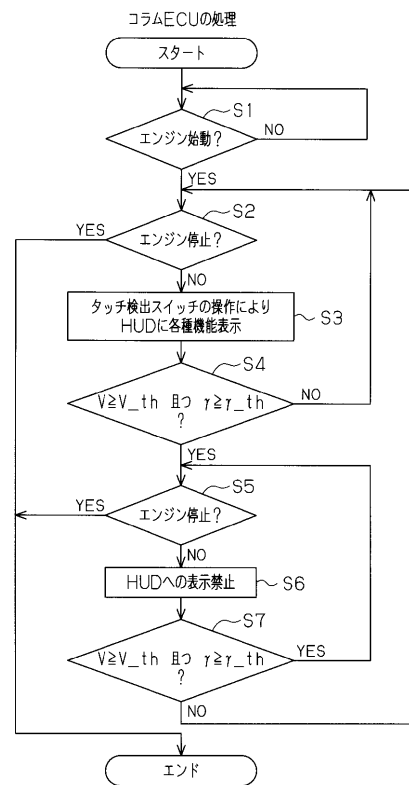 コラムECUの処理
スタート
S1
エンジン始動?
NO
YES
S2
YES
エンジン停止?
NO
タッチ検出スイッチの操作により
HUDに各種機能表示
S3
S4
V≧V_th 且つ γ≧γ_th
?
NO
YES
S5
YES
エンジン停止?
NO
HUDへの表示禁止
S6
S7
V≧V_th 且つ γ≧γ_th
?
YES
NO
エンド